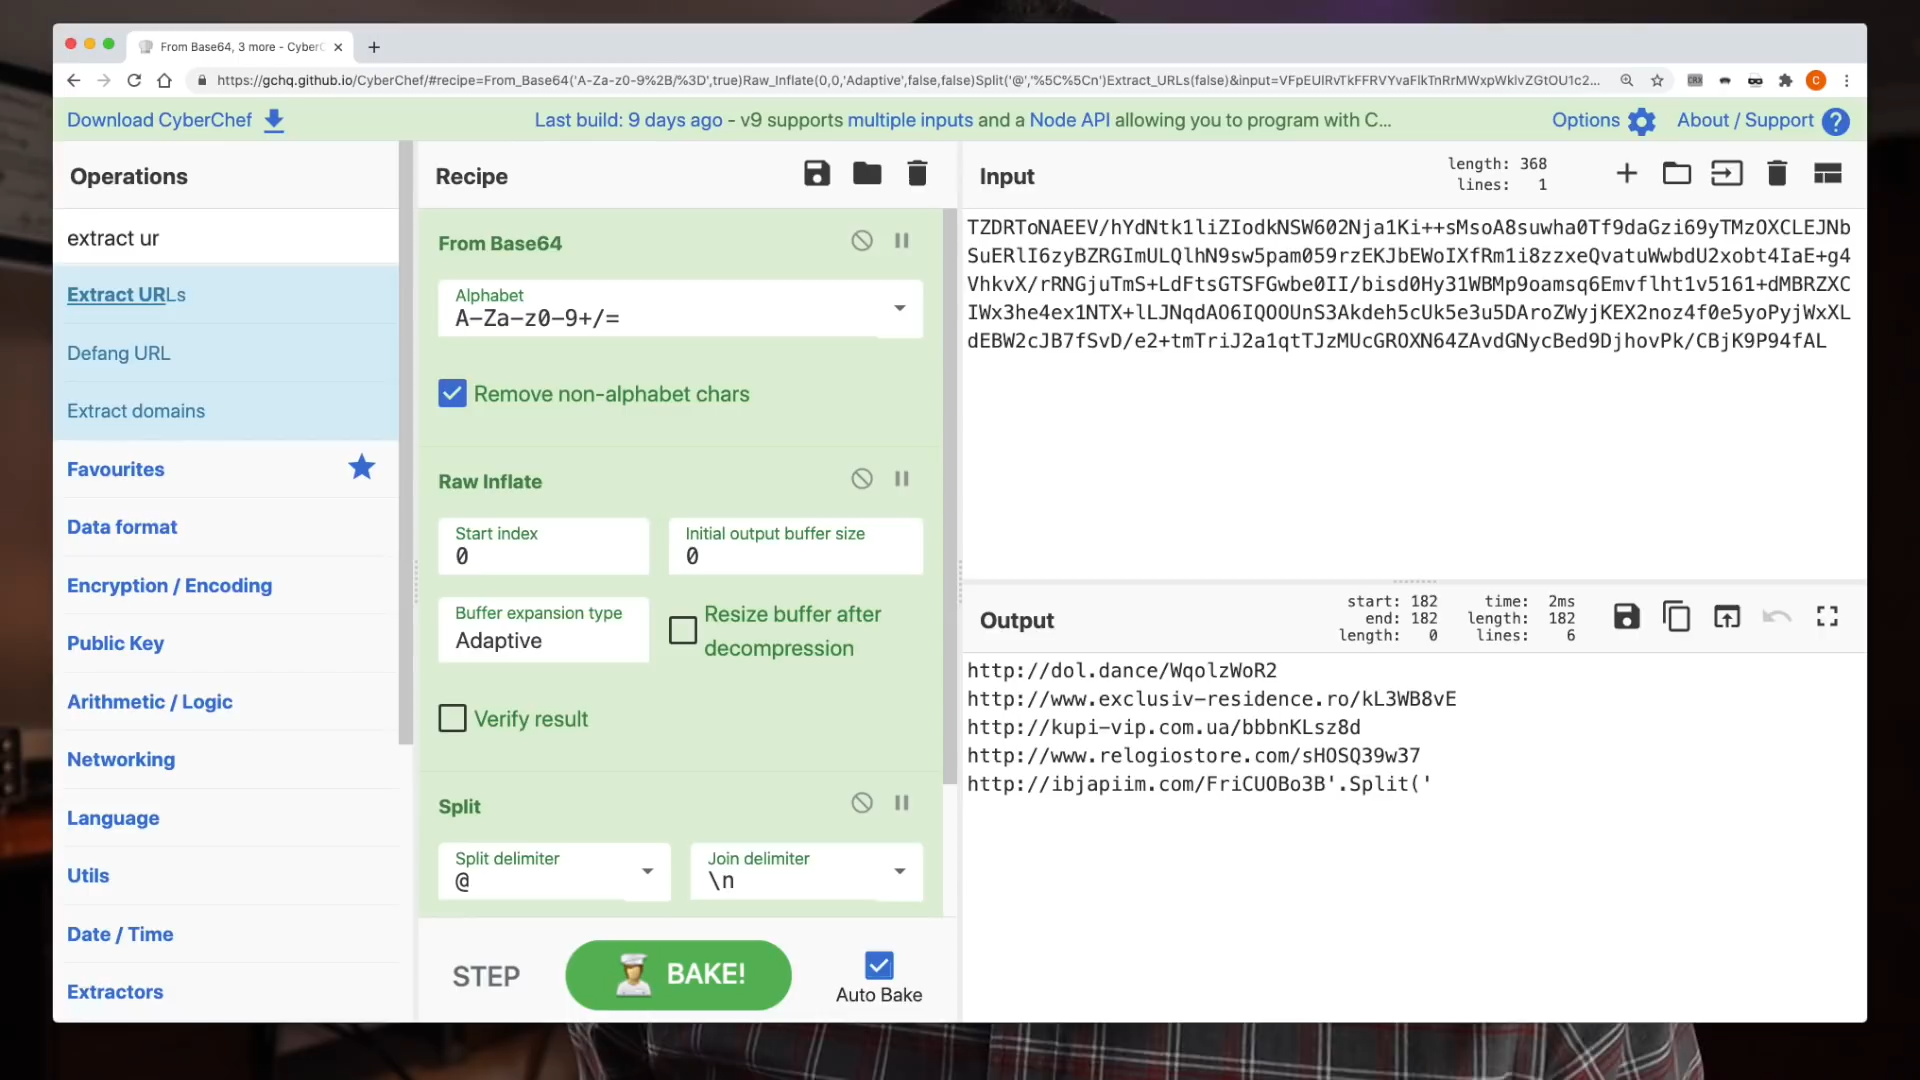 From Base64, 3 more - CyberC
https://gchq.github.io/CyberChef/#recipe=From_Base64('A-Za-z0-9%2B/%3D',true)Raw_Inflate(0,0,'Adaptive',false,false)Split('@','%5C%5Cn')Extract_URLs(false)&input=VFpEUlRvTkFFRVYvaFlkTnRrMWxpWklvZGtOU1c2...
Download CyberChef
Last build: 9 days ago - v9 supports multiple inputs and a Node API allowing you to program with C...
Options
About / Support
Operations
extract ur
Extract URLs
Defang URL
Extract domains
Favourites
Data format
Encryption / Encoding
Public Key
Arithmetic / Logic
Networking
Language
Utils
Date / Time
Extractors
Recipe
From Base64
Alphabet
A-Za-z0-9+/=
Remove non-alphabet chars
Raw Inflate
Start index
0
Initial output buffer size
0
Buffer expansion type
Adaptive
Resize buffer after
decompression
Verify result
Split
Split delimiter
@
Join delimiter
\n
STEP
BAKE!
Auto Bake
Input
length: 368
lines: 1
TZDRToNAEEV/hYdNtk1liZIodkNSW602Nja1Ki++sMsoA8suwha0Tf9daGzi69yTMzOXCLEJNb
SuERlI6zyBZRGImULQlhN9sw5pam059rzEKJbEWoIXfRm1i8zzxeQvatuWwbdU2xobt4IaE+g4
VhkvX/rRNGjuTmS+LdFtsGTSFGwbe0II/bisd0Hy31WBMp9oamsq6Emvflht1v5161+dMBRZXC
IWx3he4ex1NTX+lLJNqdAO6IQOOUnS3Akdeh5cUk5e3u5DAroZWyjKEX2noz4f0e5yoPyjWxXL
dEBW2cJB7fSvD/e2+tmTriJ2a1qtTJzMUcGROXN64ZAvdGNycBed9DjhovPk/CBjK9P94fAL
Output
start: 182
end: 182
length: 0
time: 2ms
length: 182
lines: 6
http://dol.dance/WqolzWoR2
http://www.exclusiv-residence.ro/kL3WB8vE
http://kupi-vip.com.ua/bbbnKLsz8d
http://www.relogiostore.com/sHOSQ39w37
http://ibjapiim.com/FriCUOBo3B'.Split('